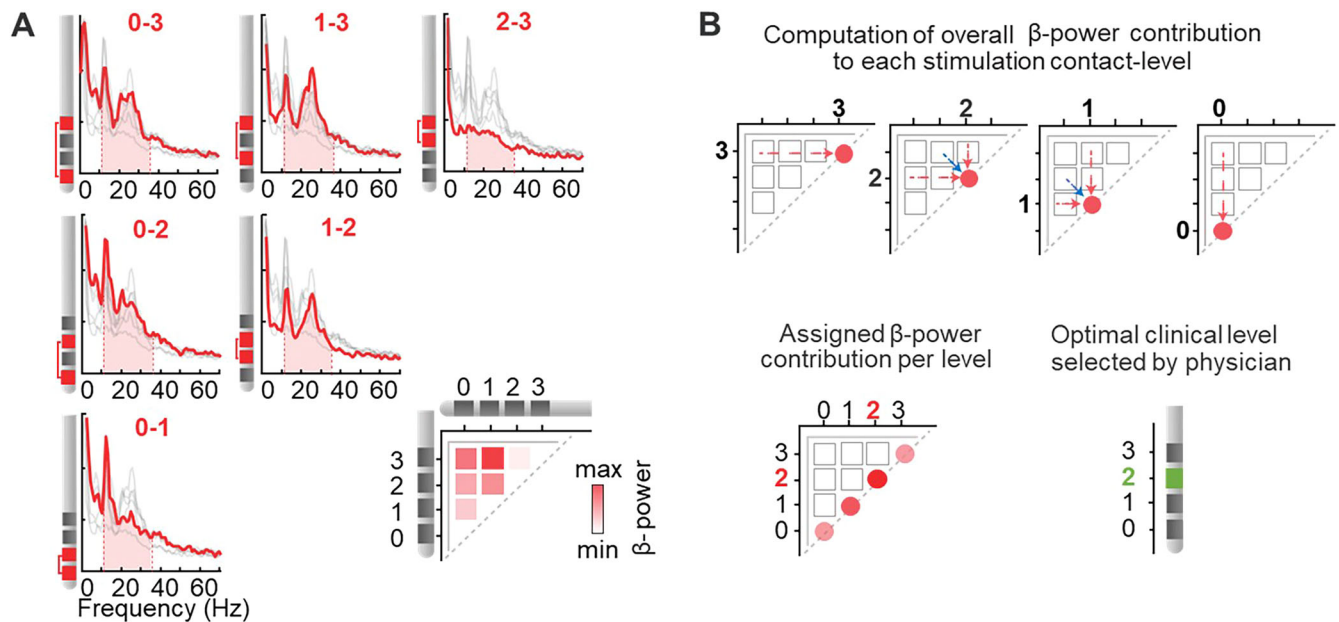 A
0-3
1-3
2-3
0 20 40 60
0 20 40 60
0 20 40 60
0-2
1-2
0 20 40 60
0 20 40 60
0-1
0 20 40 60
Frequency (Hz)
0 1 2 3
3
2
1
0
max
min
β-power
B
Computation of overall β-power contribution
to each stimulation contact-level
3
2
1
0
3
2
1
0
Assigned β-power
contribution per level
0 1 2 3
3
2
1
0
Optimal clinical level
selected by physician
3
2
1
0